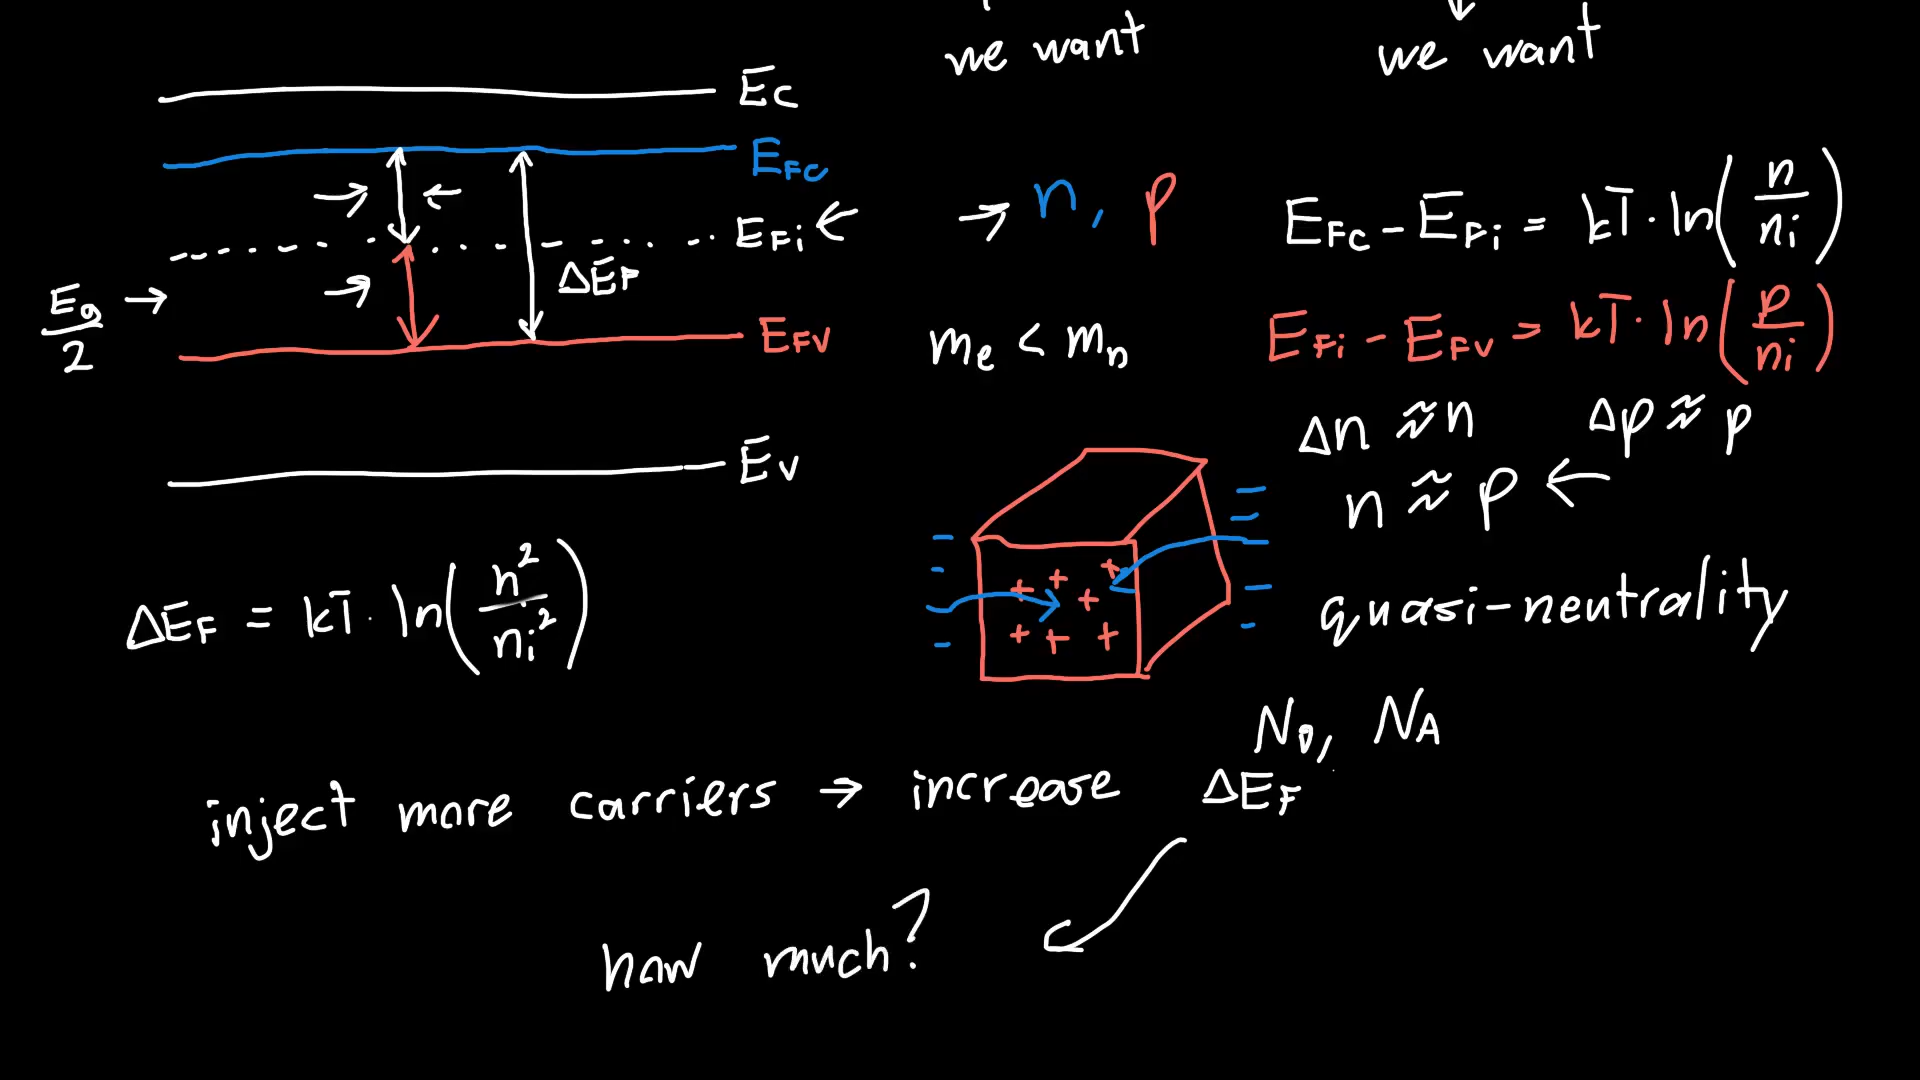 we want
we want
Ec
EFc
EFi
Eg/2
ΔEF
EFv
Ev
→ n, p
me < mn
EFc - EFi = kT · ln(n/ni)
EFi - EFv = kT · ln(p/ni)
Δn ≈ n Δp ≈ p
n ≈ p ←
quasi-neutrality
ΔEF = kT · ln(n²/ni²)
+ + + + + + +
ND, NA
inject more carriers → increase ΔEF
how much?